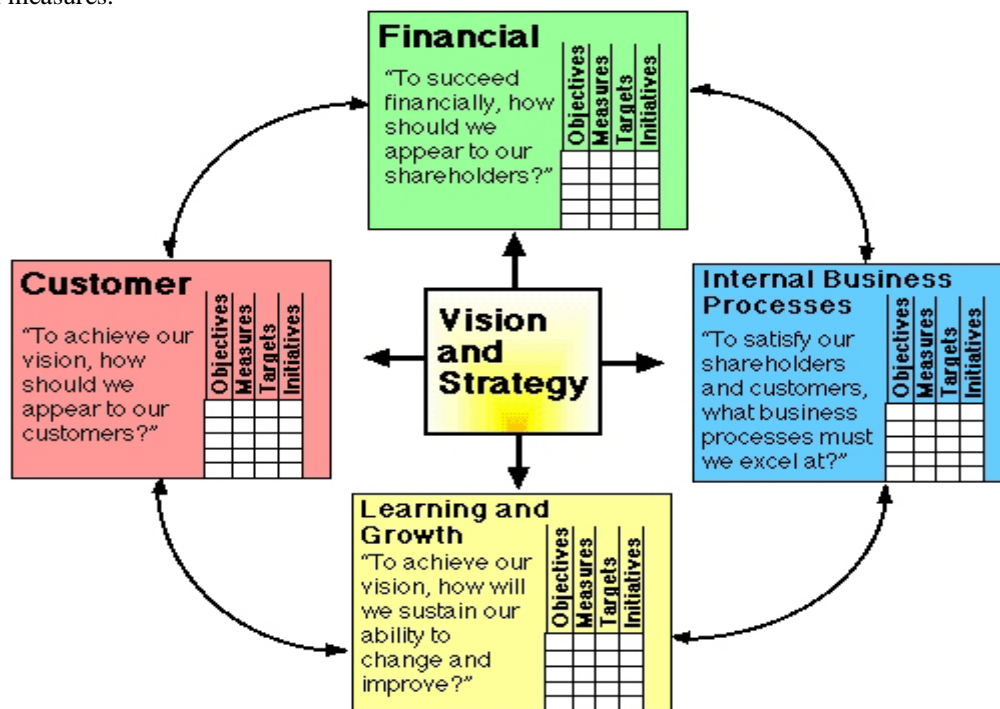 measures.
Financial
“To succeed
financially, how
should we
appear to our
shareholders?”
Objectives
Measures
Targets
Initiatives
Customer
“To achieve our
vision, how
should we
appear to our
customers?”
Objectives
Measures
Targets
Initiatives
Vision
and
Strategy
Internal Business
Processes
“To satisfy our
shareholders
and customers,
what business
processes must
we excel at?”
Objectives
Measures
Targets
Initiatives
Learning and
Growth
“To achieve our
vision, how will
we sustain our
ability to
change and
improve?”
Objectives
Measures
Targets
Initiatives